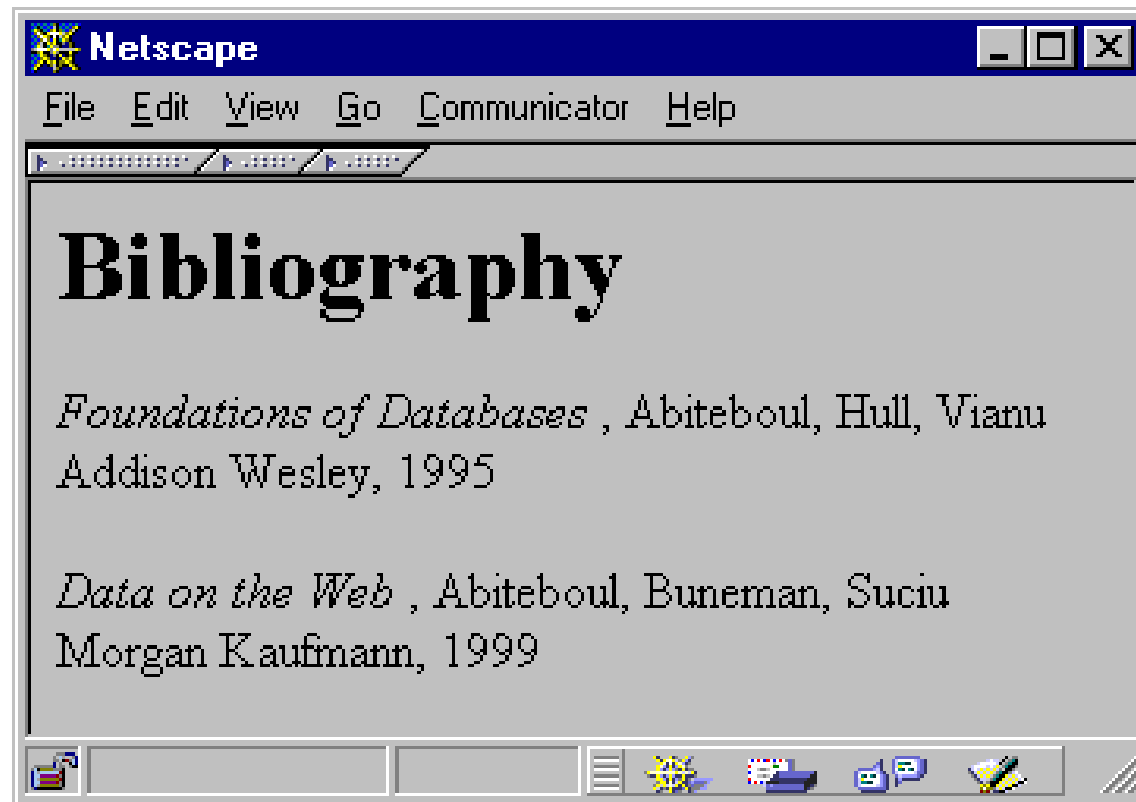 Netscape
File Edit View Go Communicator Help
Bibliography
Foundations of Databases , Abiteboul, Hull, Vianu
Addison Wesley, 1995
Data on the Web , Abiteboul, Buneman, Suciu
Morgan Kaufmann, 1999